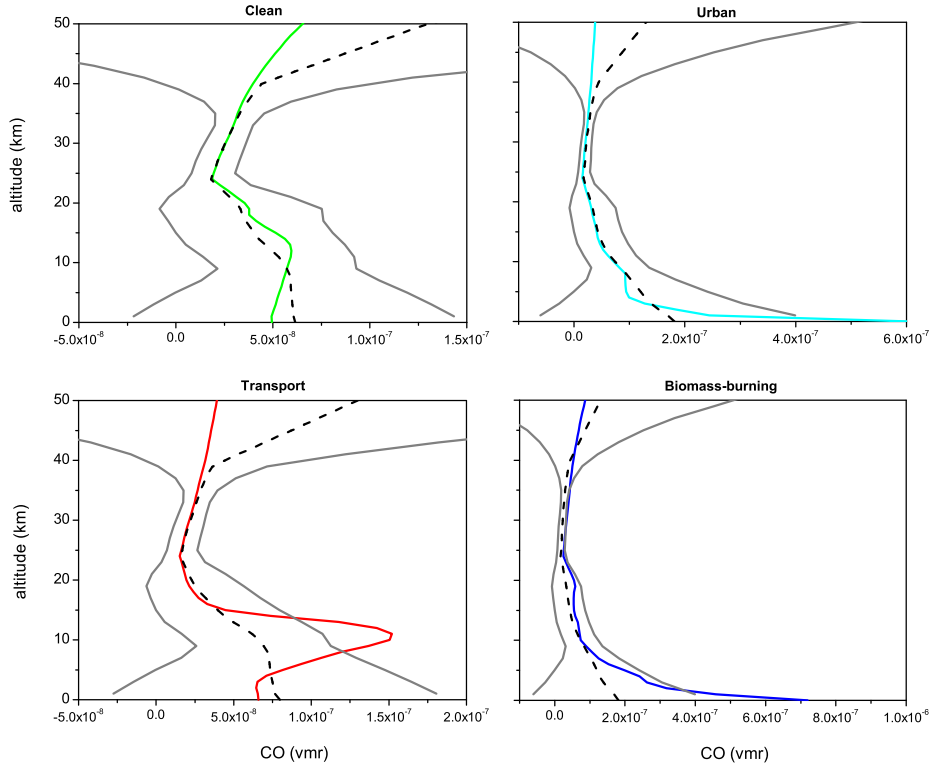 Clean
50
40
30
20
10
0
altitude (km)
-5.0x10⁻⁸ 0.0 5.0x10⁻⁸ 1.0x10⁻⁷ 1.5x10⁻⁷
Urban
0.0 2.0x10⁻⁷ 4.0x10⁻⁷ 6.0x10⁻⁷
Transport
50
40
30
20
10
0
altitude (km)
-5.0x10⁻⁸ 0.0 5.0x10⁻⁸ 1.0x10⁻⁷ 1.5x10⁻⁷ 2.0x10⁻⁷
CO (vmr)
Biomass-burning
0.0 2.0x10⁻⁷ 4.0x10⁻⁷ 6.0x10⁻⁷ 8.0x10⁻⁷ 1.0x10⁻⁶
CO (vmr)